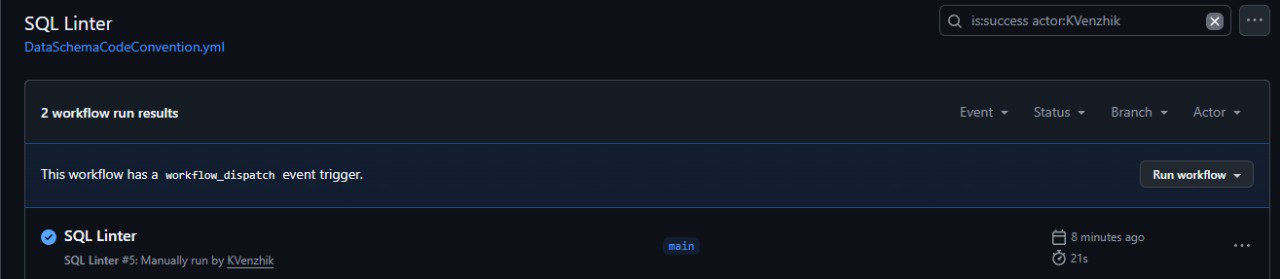 SQL Linter
is:success actor:KVenzhik
DataSchemaCodeConvention.yml
2 workflow run results
Event
Status
Branch
Actor
This workflow has a workflow_dispatch event trigger.
Run workflow
SQL Linter
main
8 minutes ago
SQL Linter #5: Manually run by KVenzhik
21s